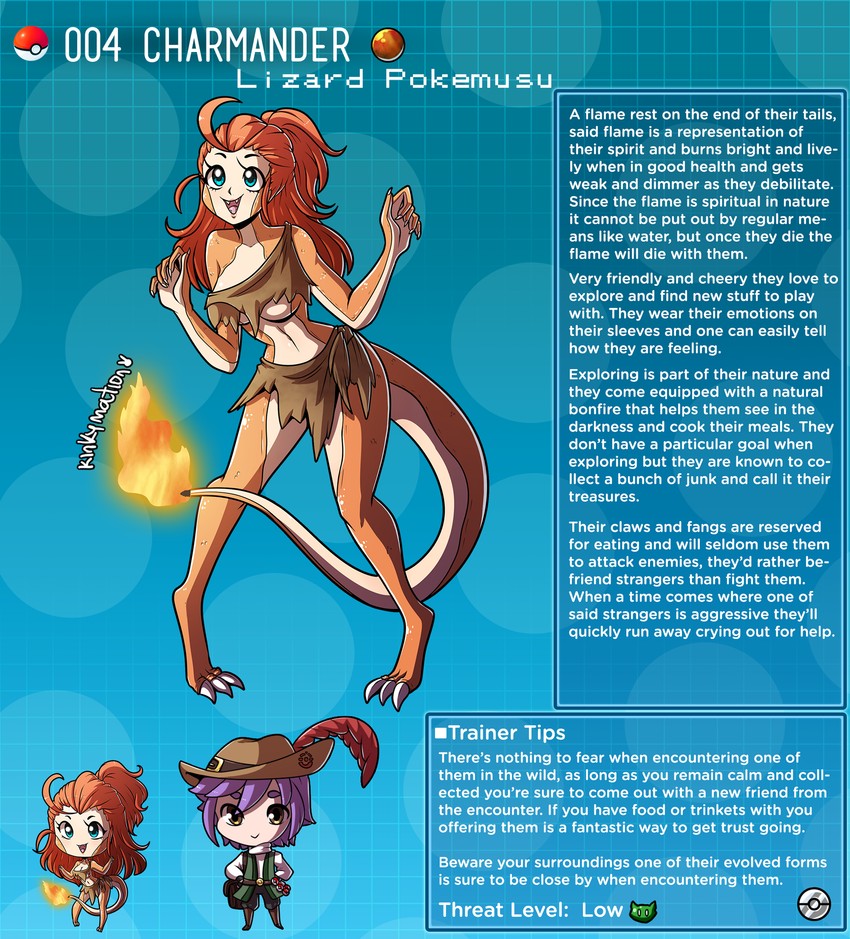 004 CHARMANDER
Lizard Pokemusu
A flame rest on the end of their tails,
said flame is a representation of
their spirit and burns bright and live-
ly when in good health and gets
weak and dimmer as they debilitate.
Since the flame is spiritual in nature
it cannot be put out by regular me-
ans like water, but once they die the
flame will die with them.
Very friendly and cheery they love to
explore and find new stuff to play
with. They wear their emotions on
their sleeves and one can easily tell
how they are feeling.
Exploring is part of their nature and
they come equipped with a natural
bonfire that helps them see in the
darkness and cook their meals. They
don't have a particular goal when
exploring but they are known to co-
llect a bunch of junk and call it their
treasures.
Their claws and fangs are reserved
for eating and will seldom use them
to attack enemies, they'd rather be-
friend strangers than fight them.
When a time comes where one of
said strangers is aggressive they'll
quickly run away crying out for help.
kinkymation
Trainer Tips
There's nothing to fear when encountering one of
them in the wild, as long as you remain calm and coll-
ected you're sure to come out with a new friend from
the encounter. If you have food or trinkets with you
offering them is a fantastic way to get trust going.
Beware your surroundings one of their evolved forms
is sure to be close by when encountering them.
Threat Level: Low